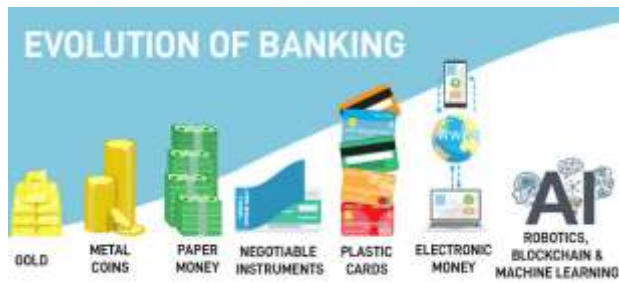 EVOLUTION OF BANKING
WWW
AI
GOLD
METAL
COINS
PAPER
MONEY
NEGOTIABLE
INSTRUMENTS
PLASTIC
CARDS
ELECTRONIC
MONEY
ROBOTICS,
BLOCKCHAIN &
MACHINE LEARNING